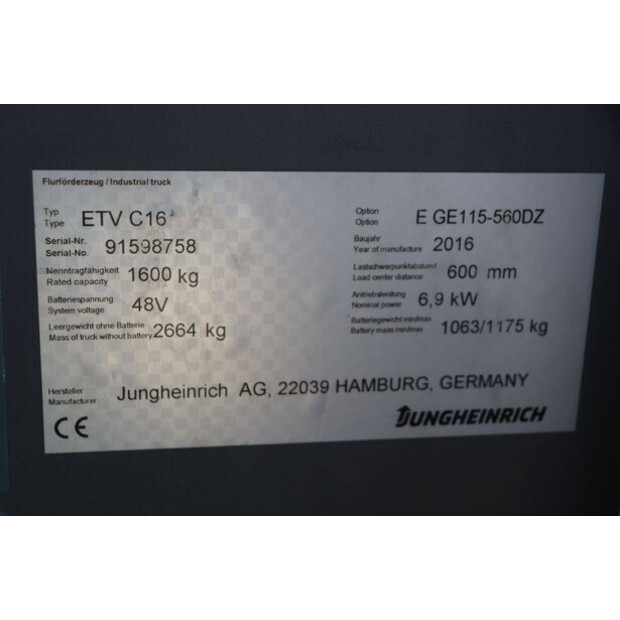 Flurförderzeug / Industrial truck
Typ
Type ETV C16
Option
Option E GE115-560DZ
Serial-Nr.
Serial-No. 91598758
Baujahr
Year of manufacture 2016
Nenntragfähigkeit
Rated capacity 1600 kg
Lastschwerpunktabstand
Load center distance 600 mm
Batteriespannung
System voltage 48V
Antriebsleistung
Nominal power 6,9 kW
Leergewicht ohne Batterie
Mass of truck without battery 2664 kg
Batteriegewicht min/max
Battery mass min/max 1063/1175 kg
Hersteller
Manufacturer Jungheinrich AG, 22039 HAMBURG, GERMANY
CE
JUNGHEINRICH